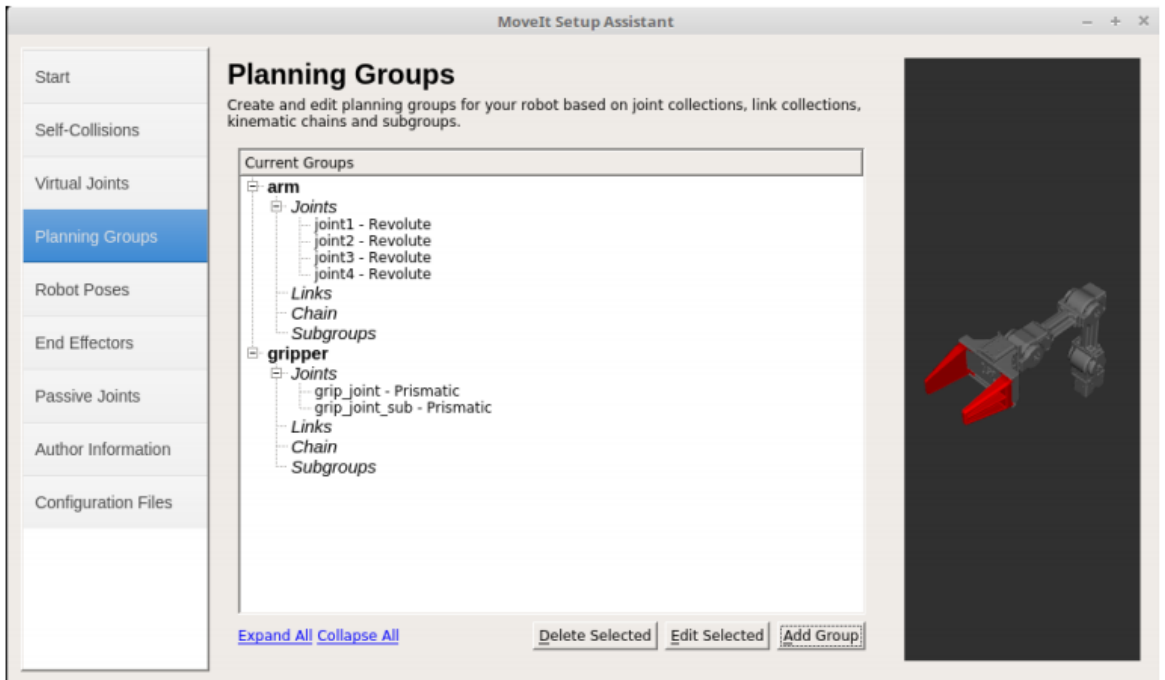 MoveIt Setup Assistant
Start
Self-Collisions
Virtual Joints
Planning Groups
Robot Poses
End Effectors
Passive Joints
Author Information
Configuration Files
Planning Groups
Create and edit planning groups for your robot based on joint collections, link collections,
kinematic chains and subgroups.
Current Groups
arm
Joints
joint1 - Revolute
joint2 - Revolute
joint3 - Revolute
joint4 - Revolute
Links
Chain
Subgroups
gripper
Joints
grip_joint - Prismatic
grip_joint_sub - Prismatic
Links
Chain
Subgroups
Expand All Collapse All Delete Selected Edit Selected Add Group